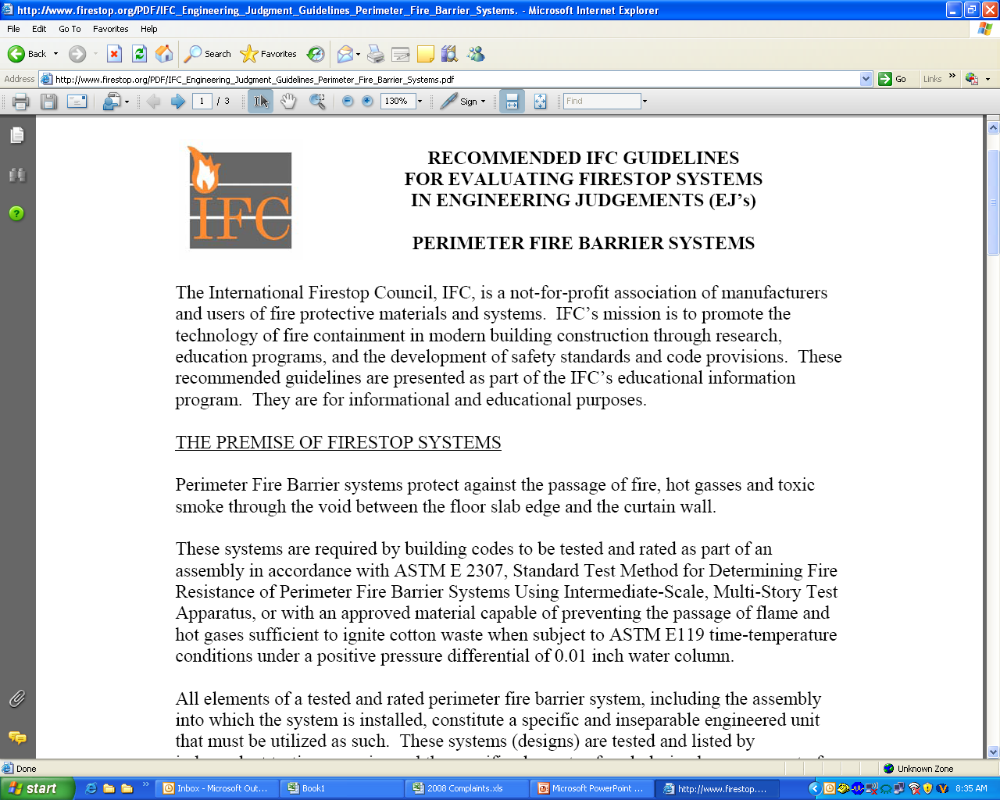 http://www.firestop.org/PDF/IFC_Engineering_Judgment_Guidelines_Perimeter_Fire_Barrier_Systems. - Microsoft Internet Explorer
File Edit Go To Favorites Help
Back Search Favorites
Address http://www.firestop.org/PDF/IFC_Engineering_Judgment_Guidelines_Perimeter_Fire_Barrier_Systems.pdf Go Links »
1 / 3 130% Sign Find
IFC
RECOMMENDED IFC GUIDELINES
FOR EVALUATING FIRESTOP SYSTEMS
IN ENGINEERING JUDGEMENTS (EJ's)
PERIMETER FIRE BARRIER SYSTEMS
The International Firestop Council, IFC, is a not-for-profit association of manufacturers
and users of fire protective materials and systems. IFC's mission is to promote the
technology of fire containment in modern building construction through research,
education programs, and the development of safety standards and code provisions. These
recommended guidelines are presented as part of the IFC's educational information
program. They are for informational and educational purposes.
THE PREMISE OF FIRESTOP SYSTEMS
Perimeter Fire Barrier systems protect against the passage of fire, hot gasses and toxic
smoke through the void between the floor slab edge and the curtain wall.
These systems are required by building codes to be tested and rated as part of an
assembly in accordance with ASTM E 2307, Standard Test Method for Determining Fire
Resistance of Perimeter Fire Barrier Systems Using Intermediate-Scale, Multi-Story Test
Apparatus, or with an approved material capable of preventing the passage of flame and
hot gases sufficient to ignite cotton waste when subject to ASTM E119 time-temperature
conditions under a positive pressure differential of 0.01 inch water column.
All elements of a tested and rated perimeter fire barrier system, including the assembly
into which the system is installed, constitute a specific and inseparable engineered unit
that must be utilized as such. These systems (designs) are tested and listed by
Done Unknown Zone
start » Inbox - Microsoft Out... Book1 2008 Complaints.xls Microsoft PowerPoint ... http://www.firestop.... 8:35 AM